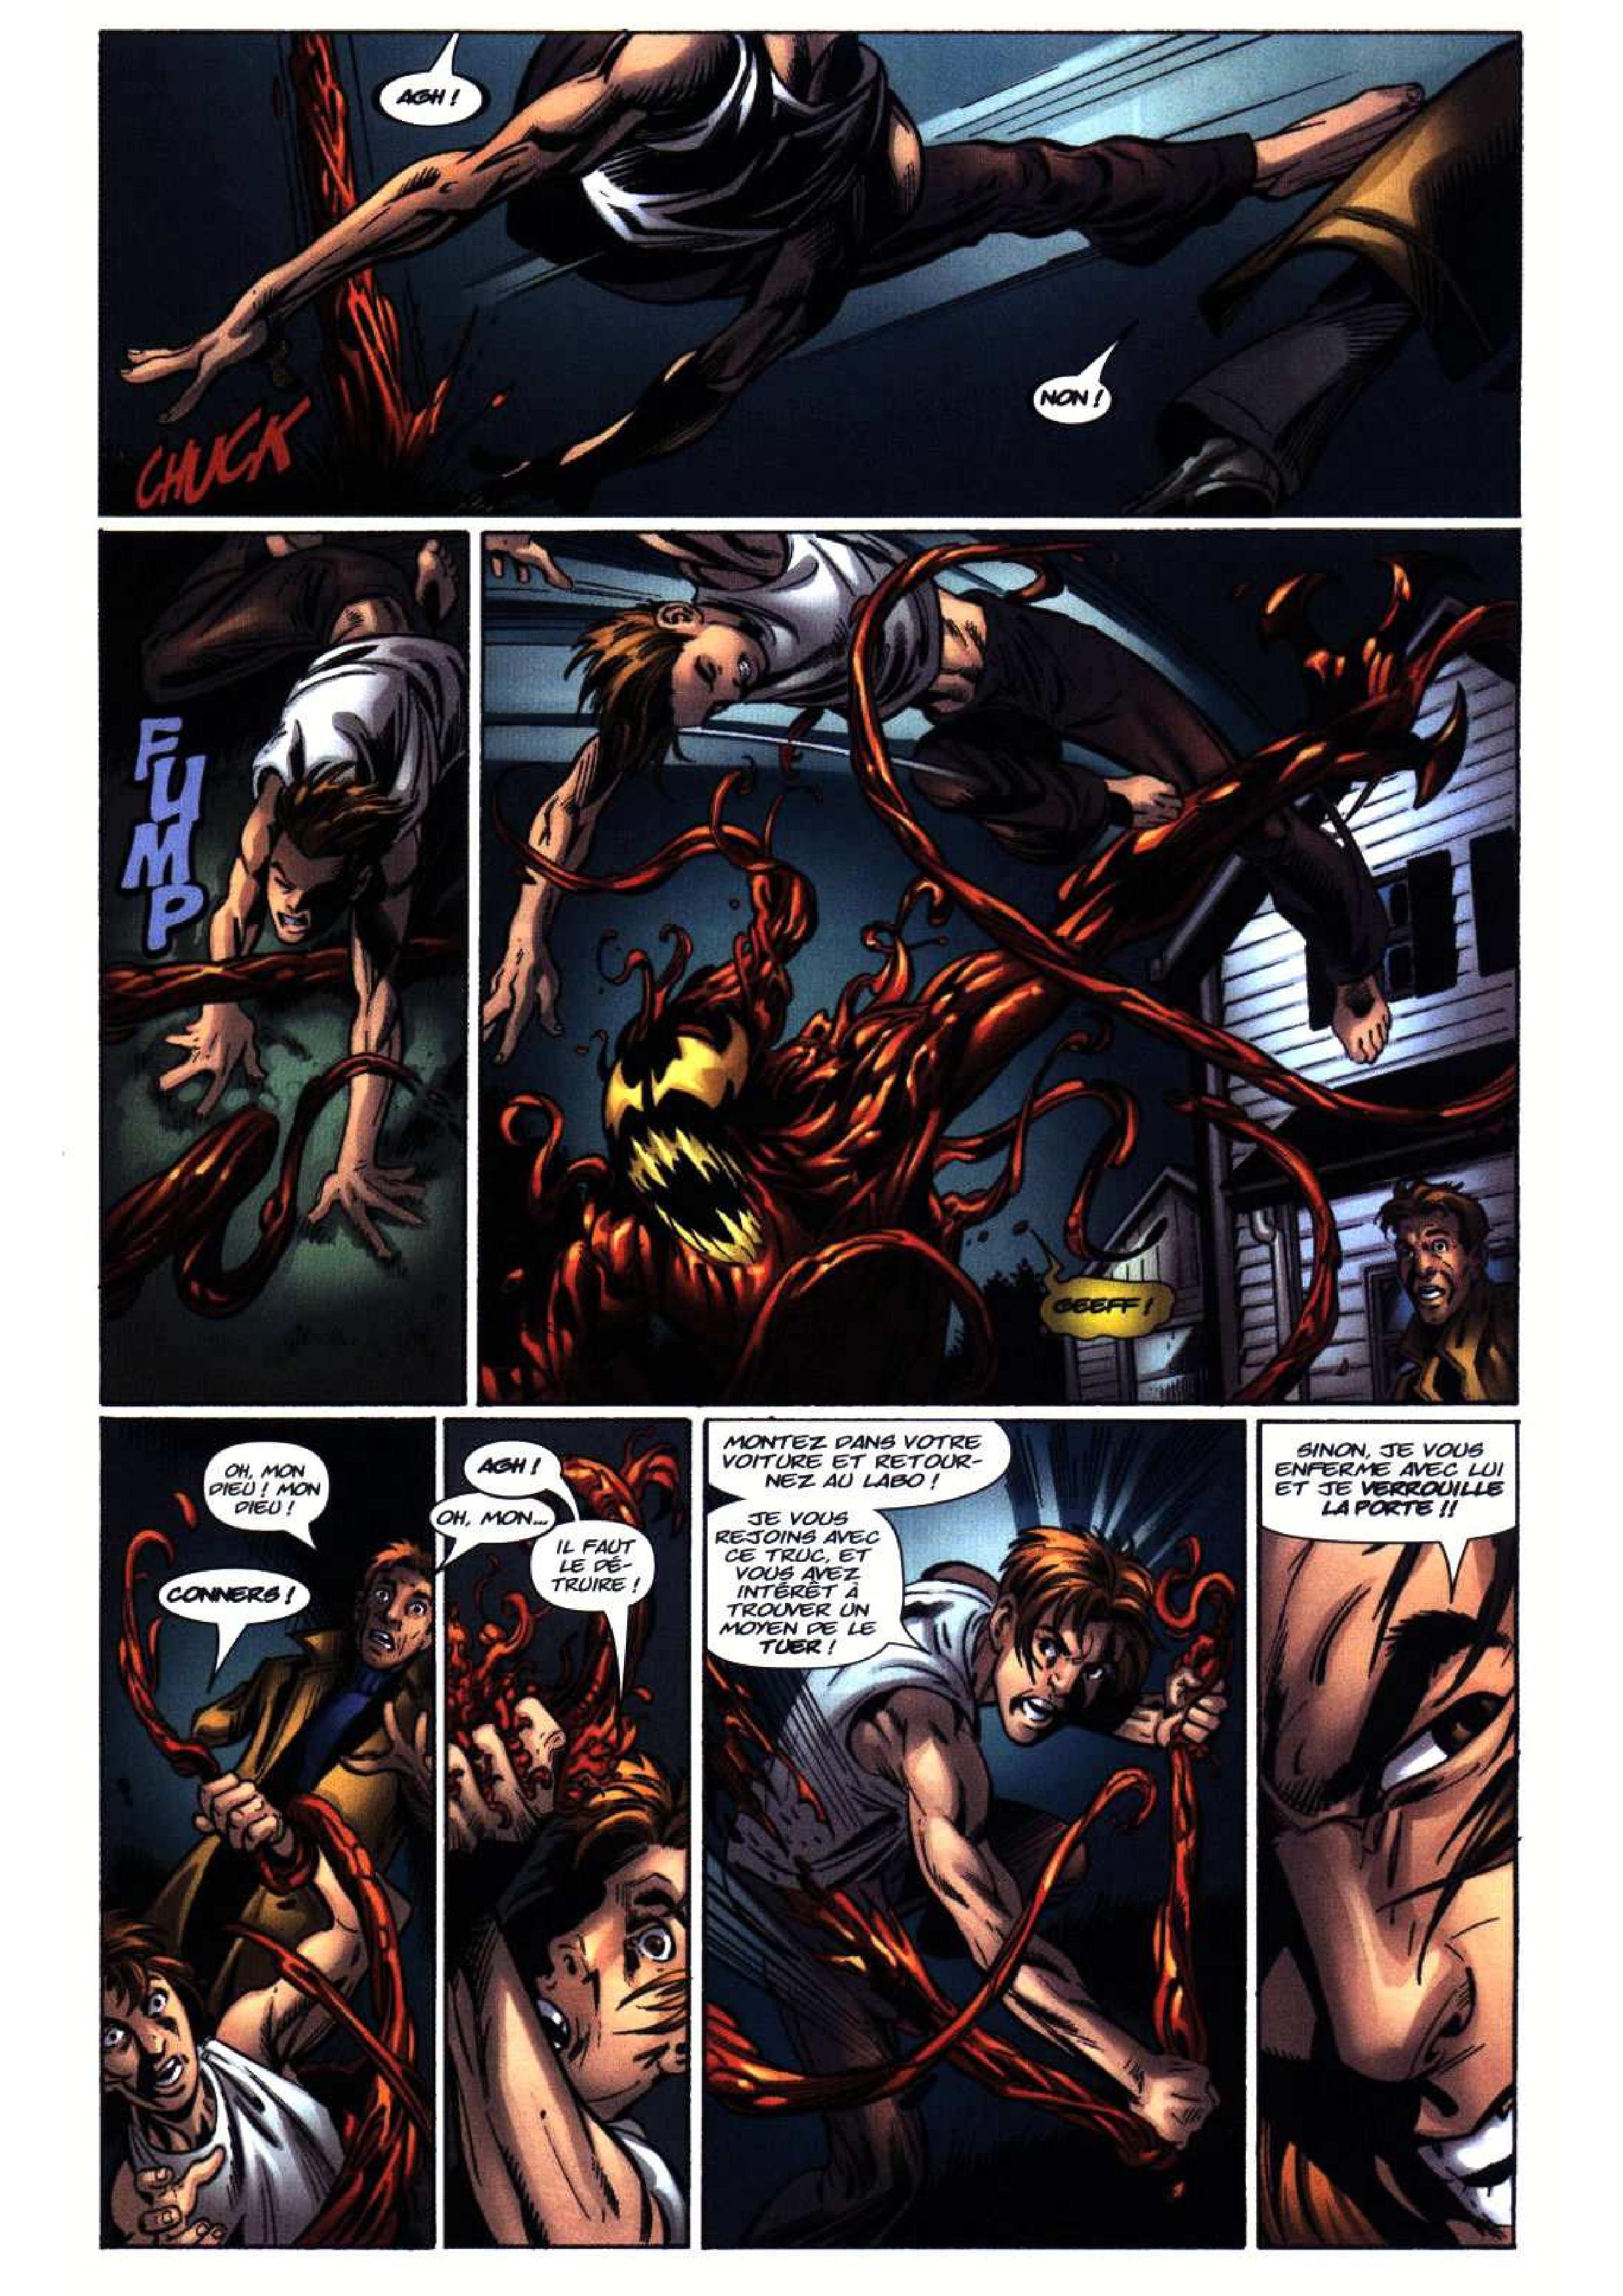 AGH !
NON !
CHUCK
FUMP
GEEFF !
OH, MON
DIEU ! MON
DIEU !
CONNERS !
AGH !
OH, MON...
IL FAUT
LE DÉ-
TRUIRE !
MONTEZ DANS VOTRE
VOITURE ET RETOUR-
NEZ AU LABO !
JE VOUS
REJOINS AVEC
CE TRUC, ET
VOUS AVEZ
INTÉRÊT À
TROUVER UN
MOYEN DE LE
TUER !
SINON, JE VOUS
ENFERME AVEC LUI
ET JE VERROUILLE
LA PORTE !!